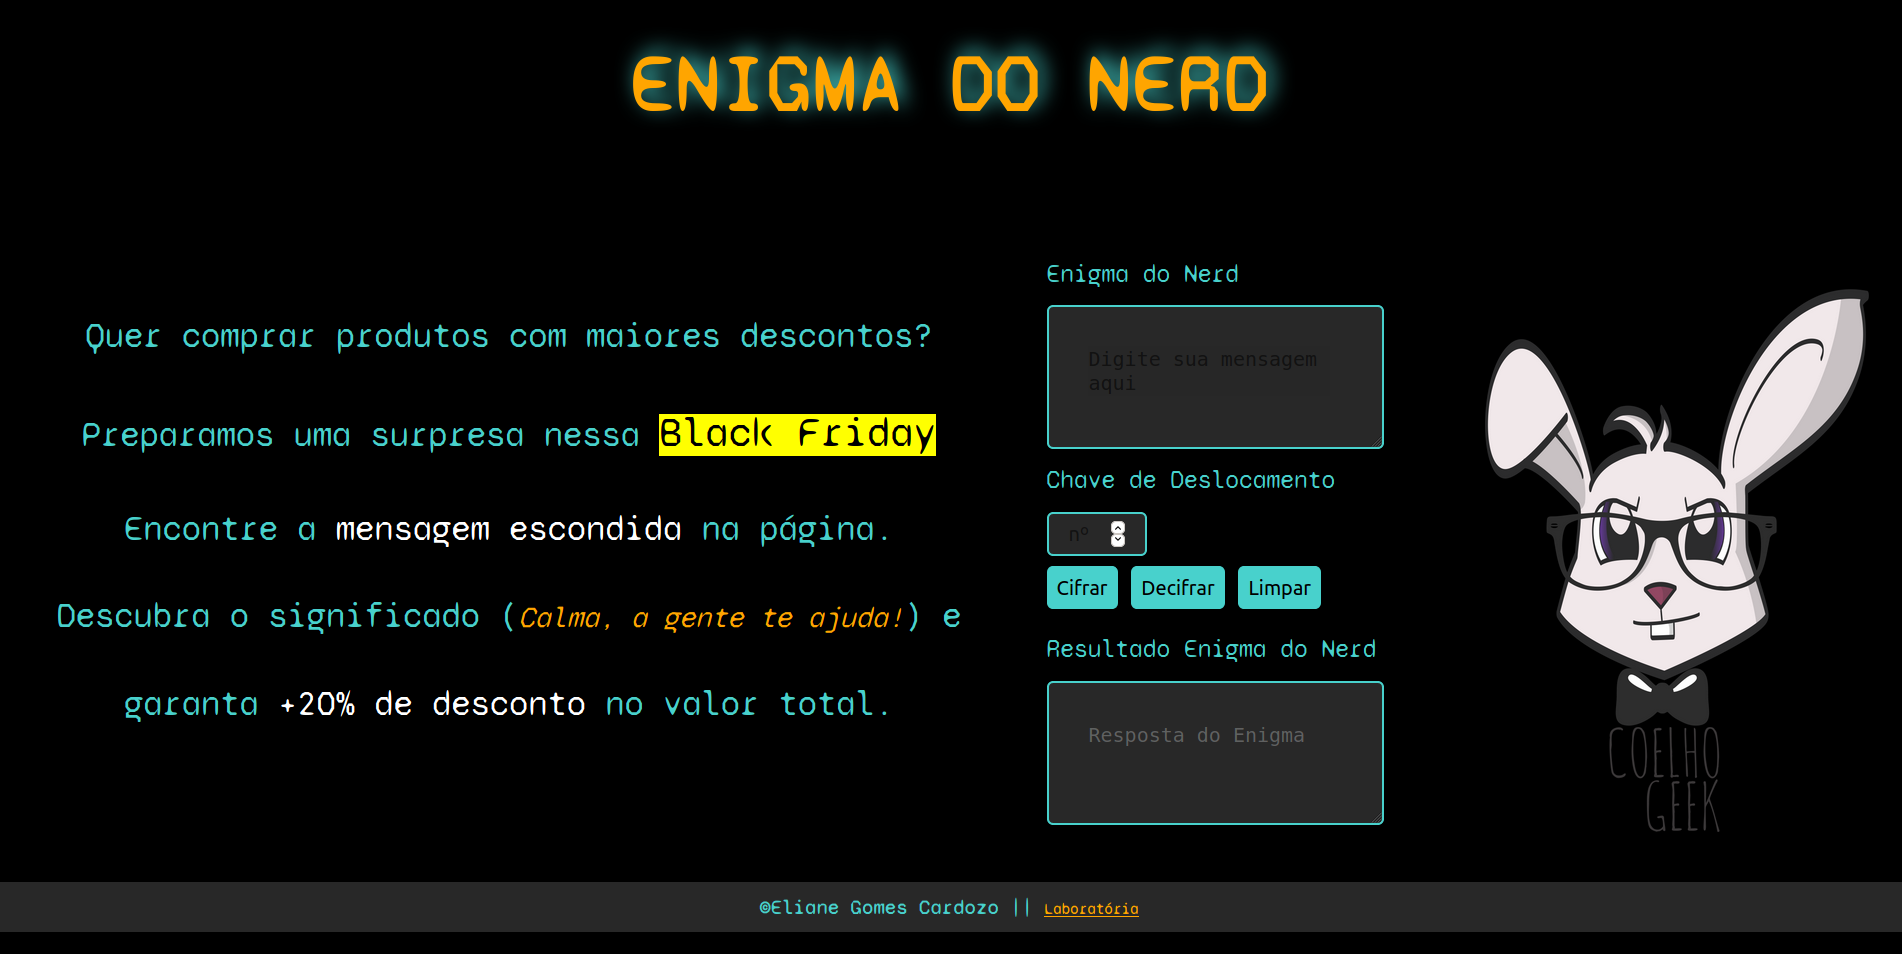 ENIGMA DO NERD
Quer comprar produtos com maiores descontos?
Preparamos uma surpresa nessa Black Friday
Encontre a mensagem escondida na página.
Descubra o significado (Calma, a gente te ajuda!) e
garanta +20% de desconto no valor total.
Enigma do Nerd
Digite sua mensagem
aqui
Chave de Deslocamento
nº
Cifrar Decifrar Limpar
Resultado Enigma do Nerd
Resposta do Enigma
COELHO
GEEK
©Eliane Gomes Cardozo || Laboratória